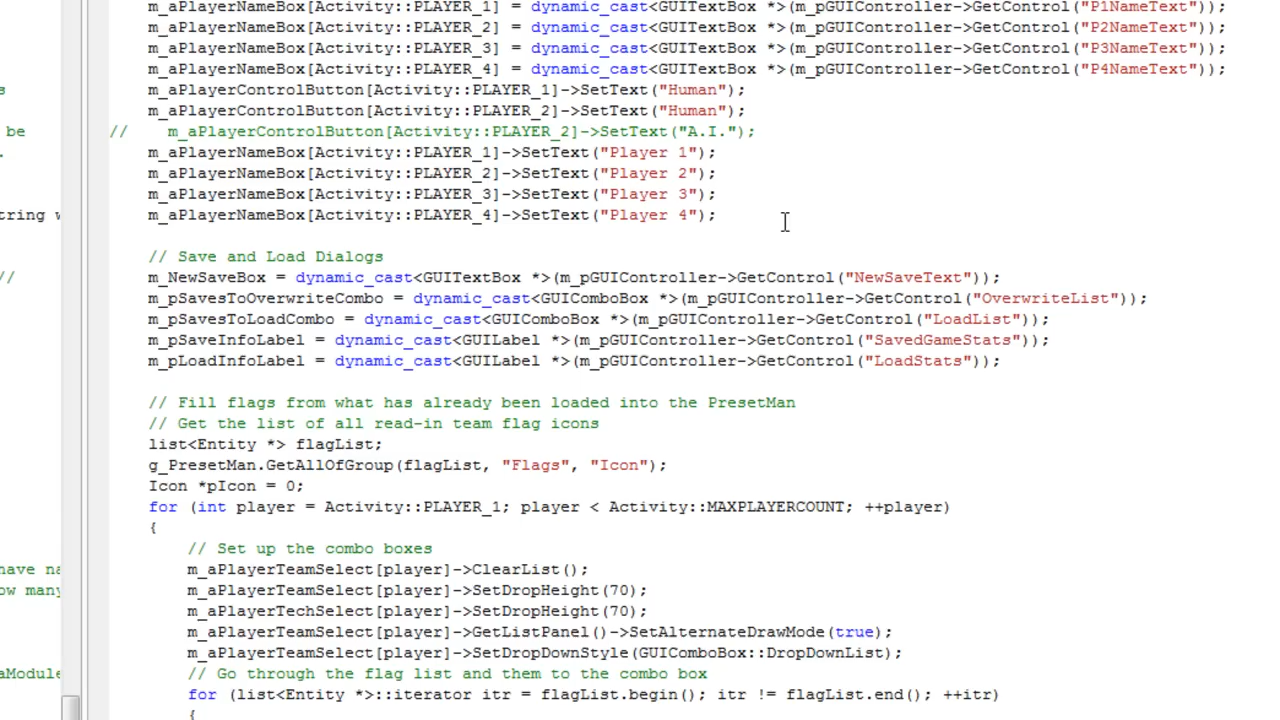 m_aPlayerNameBox[Activity::PLAYER_1] = dynamic_cast<GUITextBox *>(m_pGUIController->GetControl("P1NameText"));
m_aPlayerNameBox[Activity::PLAYER_2] = dynamic_cast<GUITextBox *>(m_pGUIController->GetControl("P2NameText"));
m_aPlayerNameBox[Activity::PLAYER_3] = dynamic_cast<GUITextBox *>(m_pGUIController->GetControl("P3NameText"));
m_aPlayerNameBox[Activity::PLAYER_4] = dynamic_cast<GUITextBox *>(m_pGUIController->GetControl("P4NameText"));
s
m_aPlayerControlButton[Activity::PLAYER_1]->SetText("Human");
m_aPlayerControlButton[Activity::PLAYER_2]->SetText("Human");
be
//    m_aPlayerControlButton[Activity::PLAYER_2]->SetText("A.I.");
.
m_aPlayerNameBox[Activity::PLAYER_1]->SetText("Player 1");
m_aPlayerNameBox[Activity::PLAYER_2]->SetText("Player 2");
m_aPlayerNameBox[Activity::PLAYER_3]->SetText("Player 3");
tring w
m_aPlayerNameBox[Activity::PLAYER_4]->SetText("Player 4");
// Save and Load Dialogs
//
m_NewSaveBox = dynamic_cast<GUITextBox *>(m_pGUIController->GetControl("NewSaveText"));
m_pSavesToOverwriteCombo = dynamic_cast<GUIComboBox *>(m_pGUIController->GetControl("OverwriteList"));
m_pSavesToLoadCombo = dynamic_cast<GUIComboBox *>(m_pGUIController->GetControl("LoadList"));
m_pSaveInfoLabel = dynamic_cast<GUILabel *>(m_pGUIController->GetControl("SavedGameStats"));
m_pLoadInfoLabel = dynamic_cast<GUILabel *>(m_pGUIController->GetControl("LoadStats"));
// Fill flags from what has already been loaded into the PresetMan
// Get the list of all read-in team flag icons
list<Entity *> flagList;
g_PresetMan.GetAllOfGroup(flagList, "Flags", "Icon");
Icon *pIcon = 0;
for (int player = Activity::PLAYER_1; player < Activity::MAXPLAYERCOUNT; ++player)
{
// Set up the combo boxes
have na
m_aPlayerTeamSelect[player]->ClearList();
ow many
m_aPlayerTeamSelect[player]->SetDropHeight(70);
m_aPlayerTechSelect[player]->SetDropHeight(70);
m_aPlayerTeamSelect[player]->GetListPanel()->SetAlternateDrawMode(true);
m_aPlayerTeamSelect[player]->SetDropDownStyle(GUIComboBox::DropDownList);
aModule
// Go through the flag list and them to the combo box
for (list<Entity *>::iterator itr = flagList.begin(); itr != flagList.end(); ++itr)
{